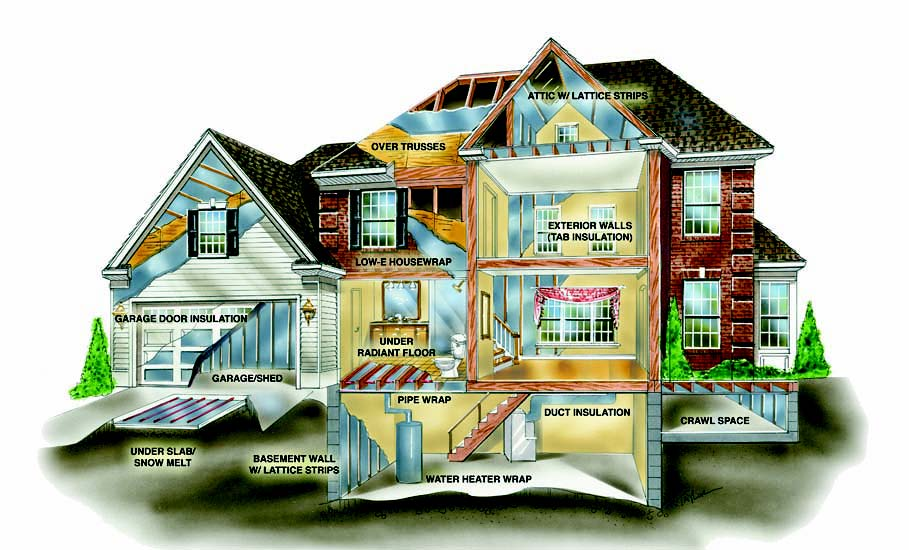 ATTIC W/ LATTICE STRIPS
OVER TRUSSES
EXTERIOR WALLS
(TAB INSULATION)
LOW-E HOUSEWRAP
GARAGE DOOR INSULATION
UNDER
RADIANT FLOOR
GARAGE/SHED
PIPE WRAP
DUCT INSULATION
CRAWL SPACE
UNDER SLAB/
SNOW MELT
BASEMENT WALL
W/ LATTICE STRIPS
WATER HEATER WRAP